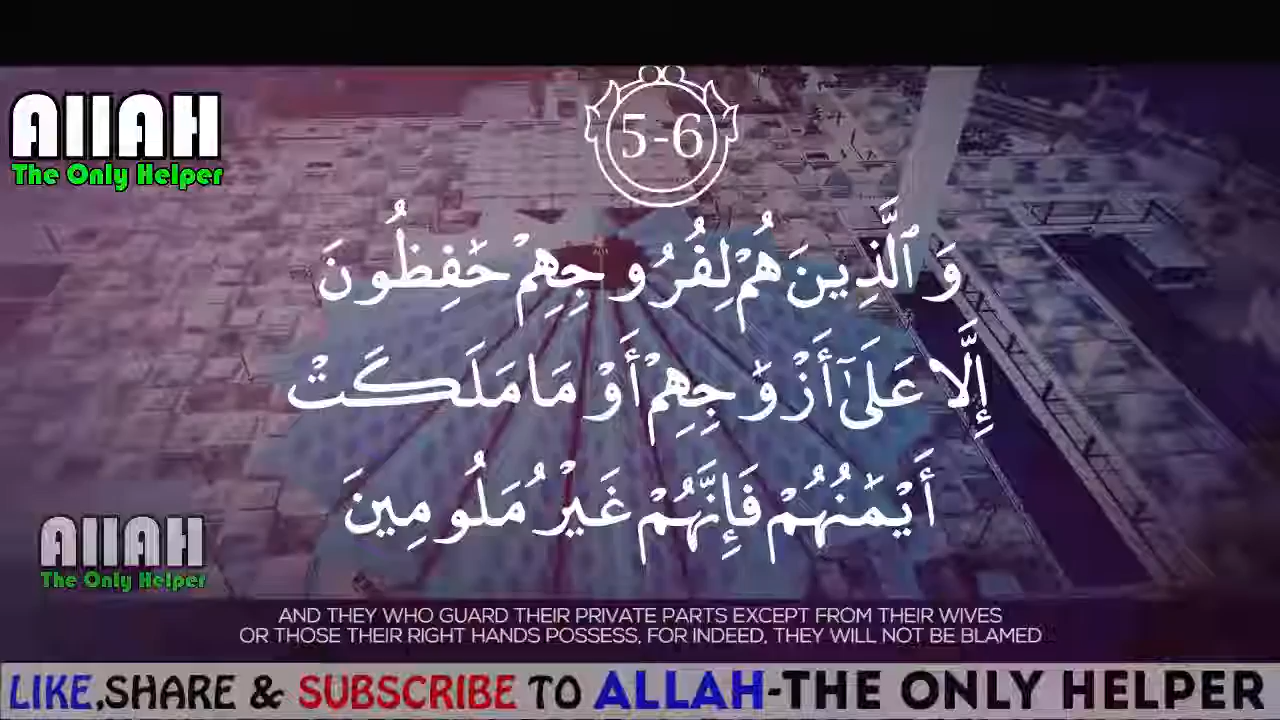 AllAH
The Only Helper
5-6
وَٱلَّذِينَ هُمْ لِفُرُوجِهِمْ حَٰفِظُونَ
إِلَّا عَلَىٰٓ أَزْوَٰجِهِمْ أَوْ مَا مَلَكَتْ
أَيْمَٰنُهُمْ فَإِنَّهُمْ غَيْرُ مَلُومِينَ
AllAH
The Only Helper
AND THEY WHO GUARD THEIR PRIVATE PARTS EXCEPT FROM THEIR WIVES
OR THOSE THEIR RIGHT HANDS POSSESS, FOR INDEED, THEY WILL NOT BE BLAMED
LIKE,SHARE & SUBSCRIBE TO ALLAH-THE ONLY HELPER